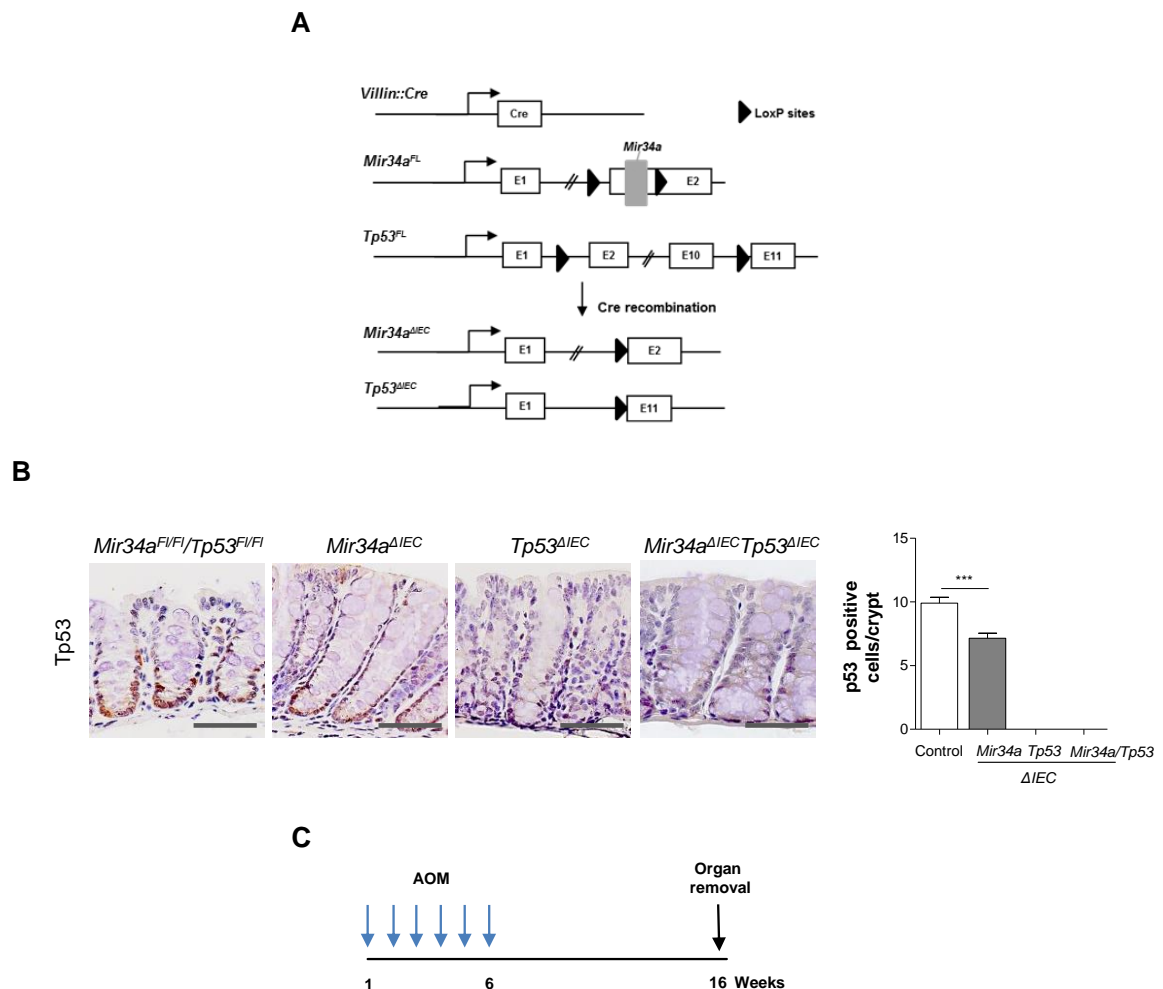 A
Villin::Cre
Cre
LoxP sites
Mir34a
Mir34aFL
E1
E2
Tp53FL
E1
E2
E10
E11
Cre recombination
Mir34aΔIEC
E1
E2
Tp53ΔIEC
E1
E11
B
Mir34aFl/Fl/Tp53Fl/Fl
Mir34aΔIEC
Tp53ΔIEC
Mir34aΔIECTp53ΔIEC
Tp53
p53 positive
cells/crypt
15
10
5
0
***
Control
Mir34a
Tp53
Mir34a/Tp53
ΔIEC
C
AOM
Organ
removal
1
6
16 Weeks